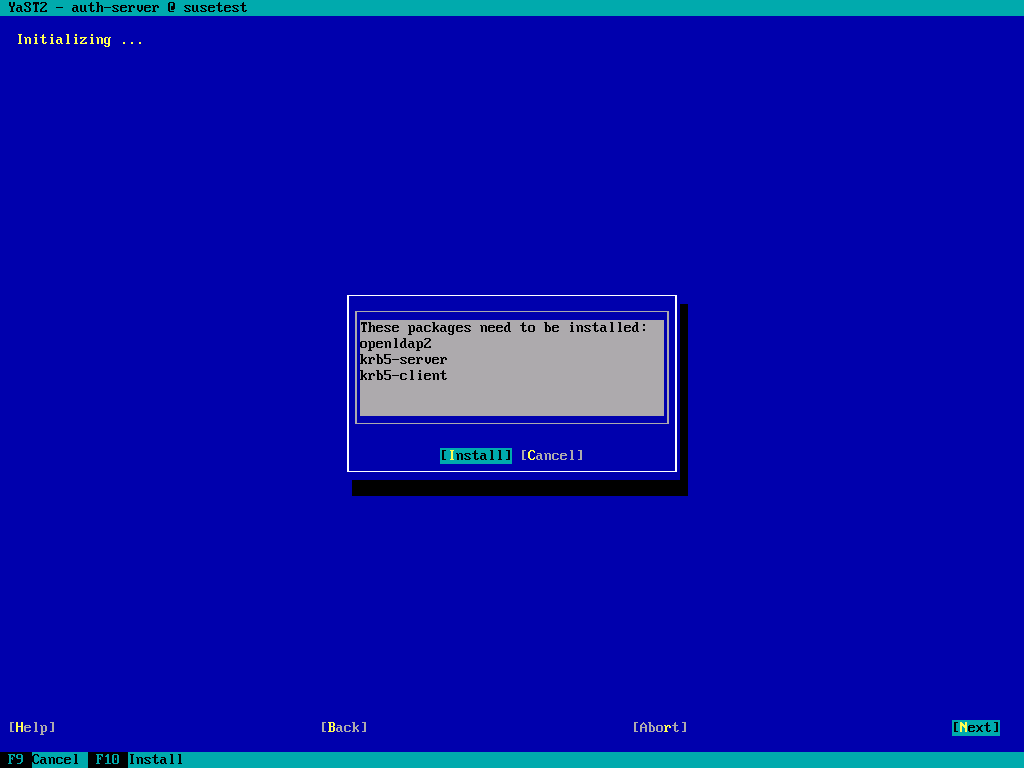 YaST2 - auth-server @ susetest
Initializing ...
These packages need to be installed:
openldap2
krb5-server
krb5-client
[Install] [Cancel]
[Help] [Back] [Abort] [Next]
F9 Cancel F10 Install